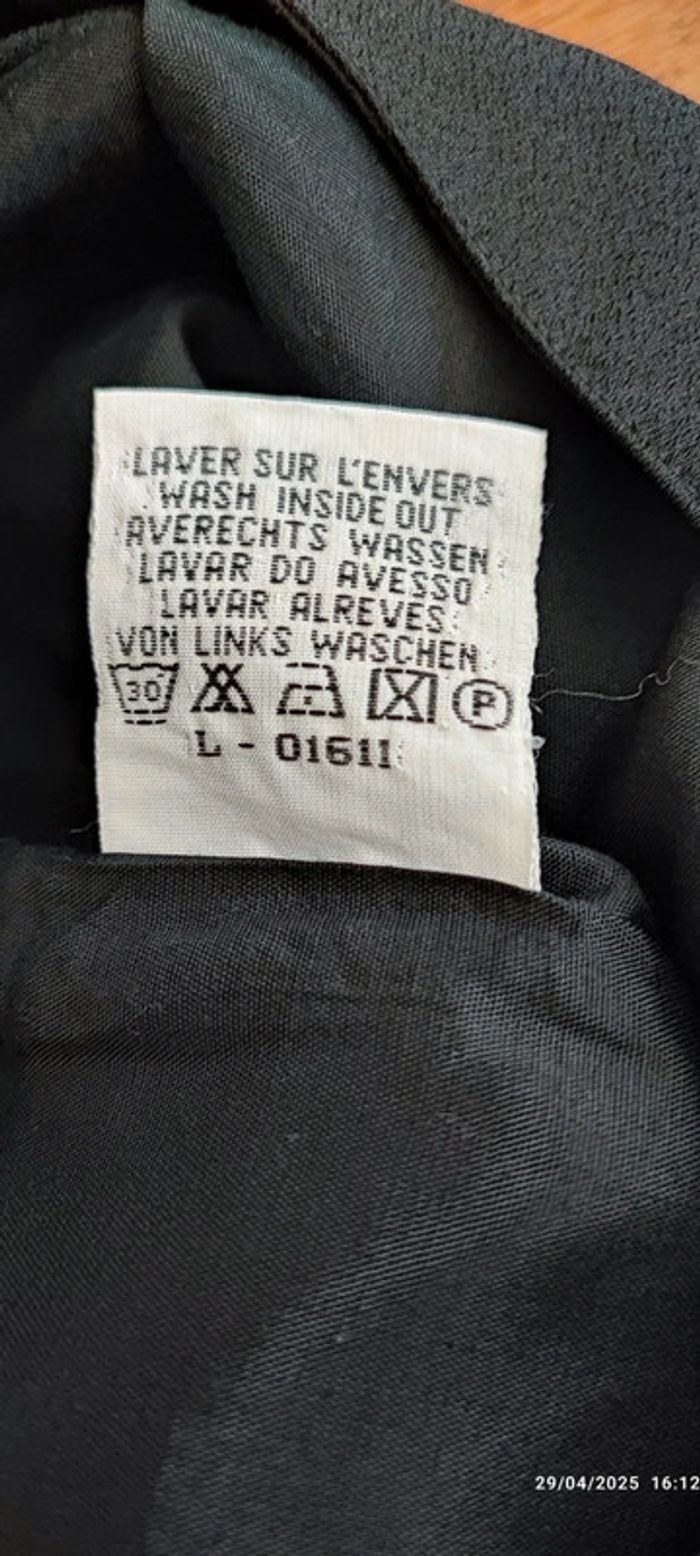 LAVER SUR L'ENVERS
WASH INSIDE OUT
AVERECHTS WASSEN
LAVAR DO AVESSO
LAVAR ALREVES
VON LINKS WASCHEN
30 P
L - 01611
29/04/2025 16:12